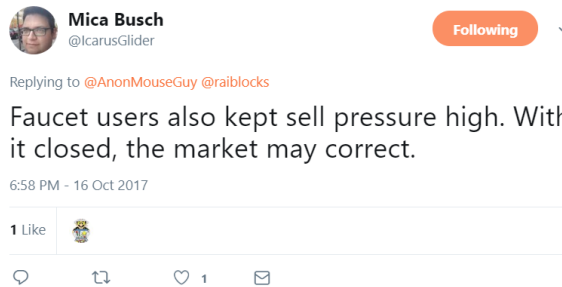 Mica Busch
@IcarusGlider
Following
Replying to @AnonMouseGuy @raiblocks
Faucet users also kept sell pressure high. With
it closed, the market may correct.
6:58 PM - 16 Oct 2017
1 Like
1